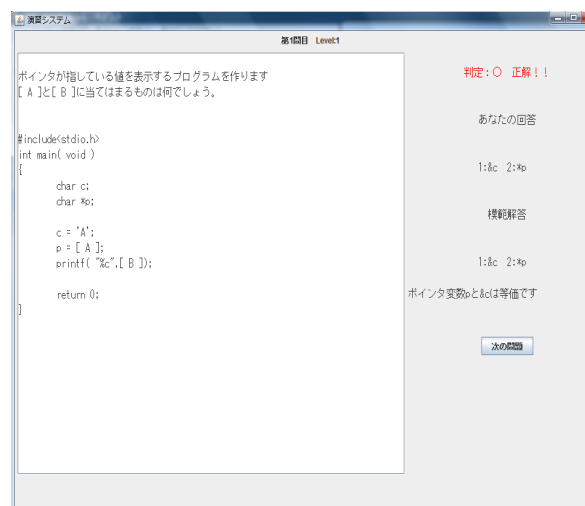 演習システム
第1問目 Level:1
ポインタが指している値を表示するプログラムを作ります
[ A ]と[ B ]に当てはまるものは何でしょう。
#include<stdio.h>
int main( void )
{
char c;
char *p;
c = 'A';
p = [ A ];
printf( "%c",[ B ]);
return 0;
}
判定：〇 正解！！
あなたの回答
1:&c 2:*p
模範解答
1:&c 2:*p
ポインタ変数pと&cは等価です
次の問題